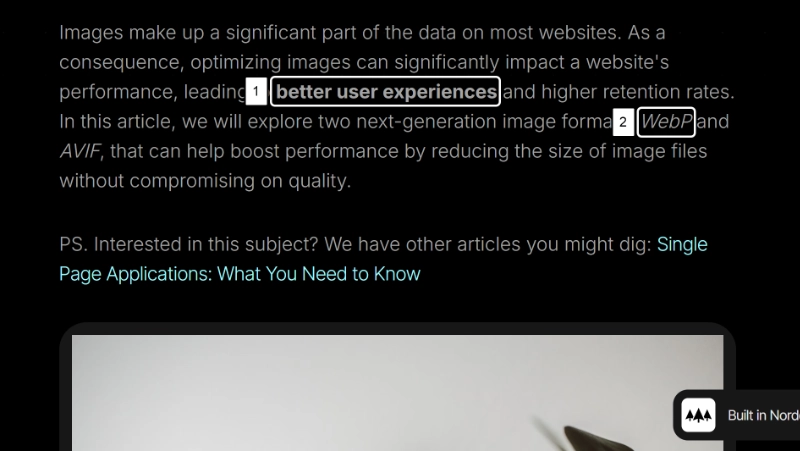 Images make up a significant part of the data on most websites. As a
consequence, optimizing images can significantly impact a website's
performance, leading 1 better user experiences and higher retention rates.
In this article, we will explore two next-generation image forma 2 WebP and
AVIF, that can help boost performance by reducing the size of image files
without compromising on quality.
PS. Interested in this subject? We have other articles you might dig: Single
Page Applications: What You Need to Know
Built in